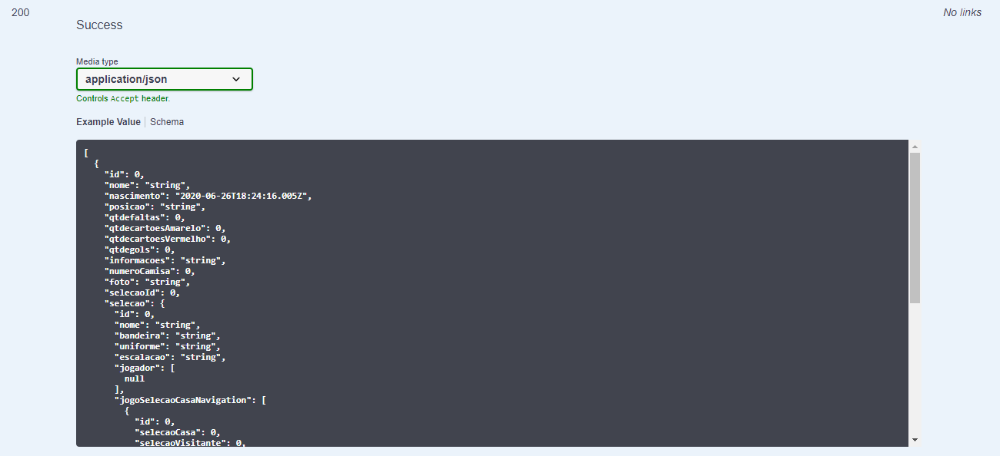 200
No links
Success
Media type
application/json
Controls Accept header.
Example Value | Schema
[
  {
    "id": 0,
    "nome": "string",
    "nascimento": "2020-06-26T18:24:16.005Z",
    "posicao": "string",
    "qtdefaltas": 0,
    "qtdecartoesAmarelo": 0,
    "qtdecartoesVermelho": 0,
    "qtdegols": 0,
    "informacoes": "string",
    "numeroCamisa": 0,
    "foto": "string",
    "selecaoId": 0,
    "selecao": {
      "id": 0,
      "nome": "string",
      "bandeira": "string",
      "uniforme": "string",
      "escalacao": "string",
      "jogador": [
        null
      ],
      "jogoSelecaoCasaNavigation": [
        {
          "id": 0,
          "selecaoCasa": 0,
          "selecaoVisitante": 0,